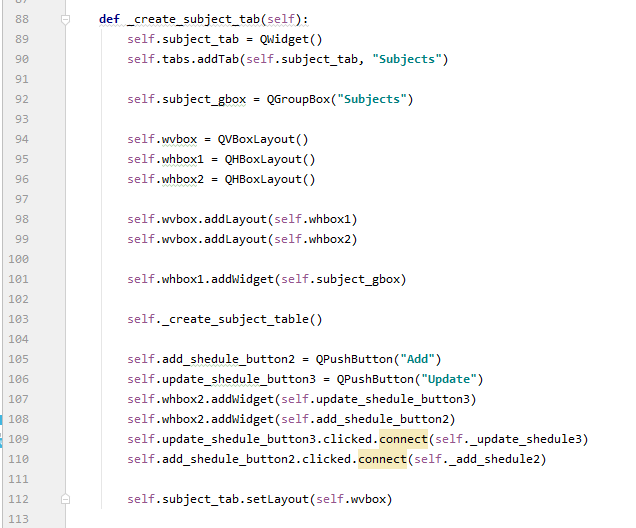 87
88 def _create_subject_tab(self):
89 self.subject_tab = QWidget()
90 self.tabs.addTab(self.subject_tab, "Subjects")
91
92 self.subject_gbox = QGroupBox("Subjects")
93
94 self.wvbox = QVBoxLayout()
95 self.whbox1 = QHBoxLayout()
96 self.whbox2 = QHBoxLayout()
97
98 self.wvbox.addLayout(self.whbox1)
99 self.wvbox.addLayout(self.whbox2)
100
101 self.whbox1.addWidget(self.subject_gbox)
102
103 self._create_subject_table()
104
105 self.add_shedule_button2 = QPushButton("Add")
106 self.update_shedule_button3 = QPushButton("Update")
107 self.whbox2.addWidget(self.update_shedule_button3)
108 self.whbox2.addWidget(self.add_shedule_button2)
109 self.update_shedule_button3.clicked.connect(self._update_shedule3)
110 self.add_shedule_button2.clicked.connect(self._add_shedule2)
111
112 self.subject_tab.setLayout(self.wvbox)
113